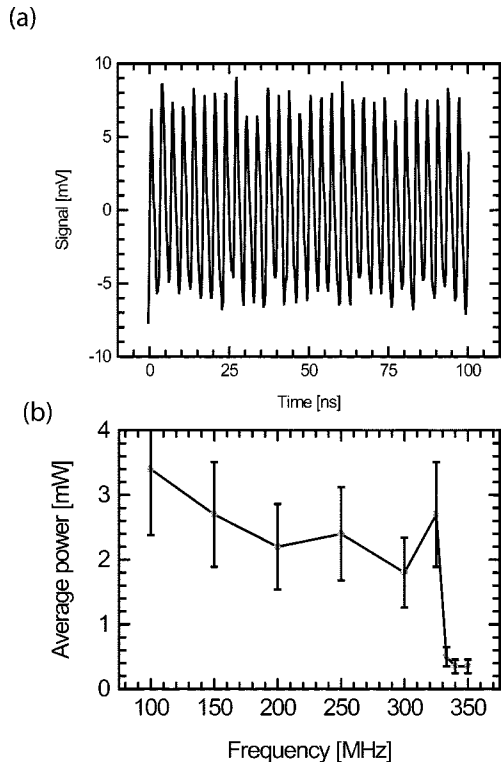 (a)
10
5
0
-5
-10
Signal [mV]
0 25 50 75 100
Time [ns]
(b)
4
3
2
1
0
Average power [mW]
100 150 200 250 300 350
Frequency [MHz]